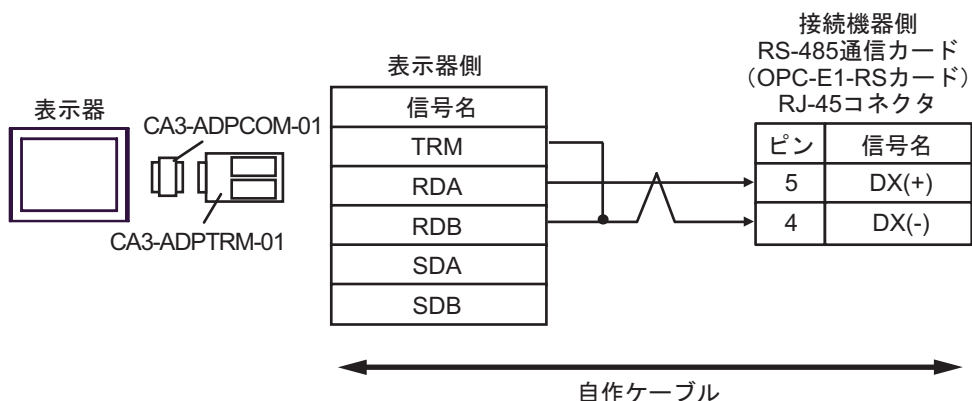 表示器
CA3-ADPCOM-01
CA3-ADPTRM-01
表示器側
信号名
TRM
RDA
RDB
SDA
SDB
接続機器側
RS-485通信カード
（OPC-E1-RSカード）
RJ-45コネクタ
ピン 信号名
5 DX(+)
4 DX(-)
自作ケーブル